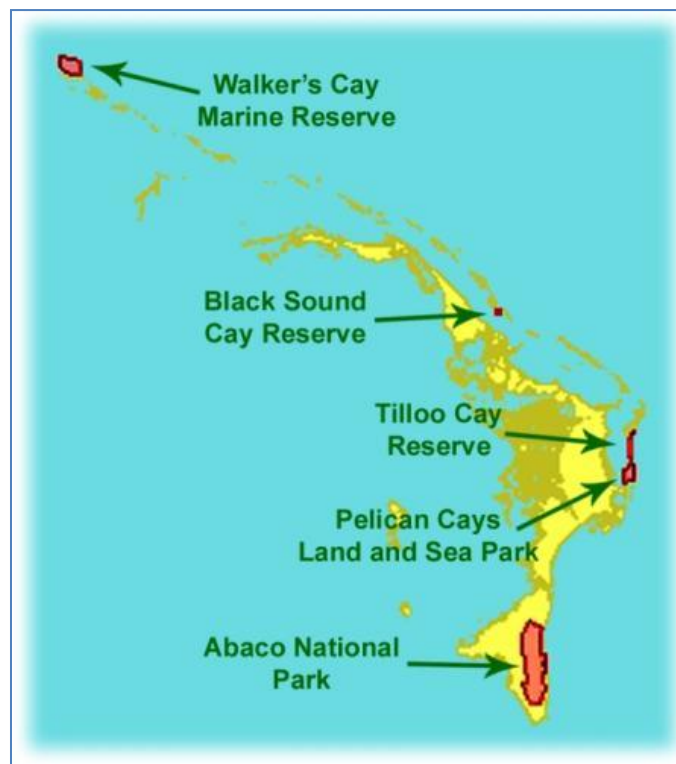 Walker's Cay
Marine Reserve
Black Sound
Cay Reserve
Tilloo Cay
Reserve
Pelican Cays
Land and Sea Park
Abaco National
Park